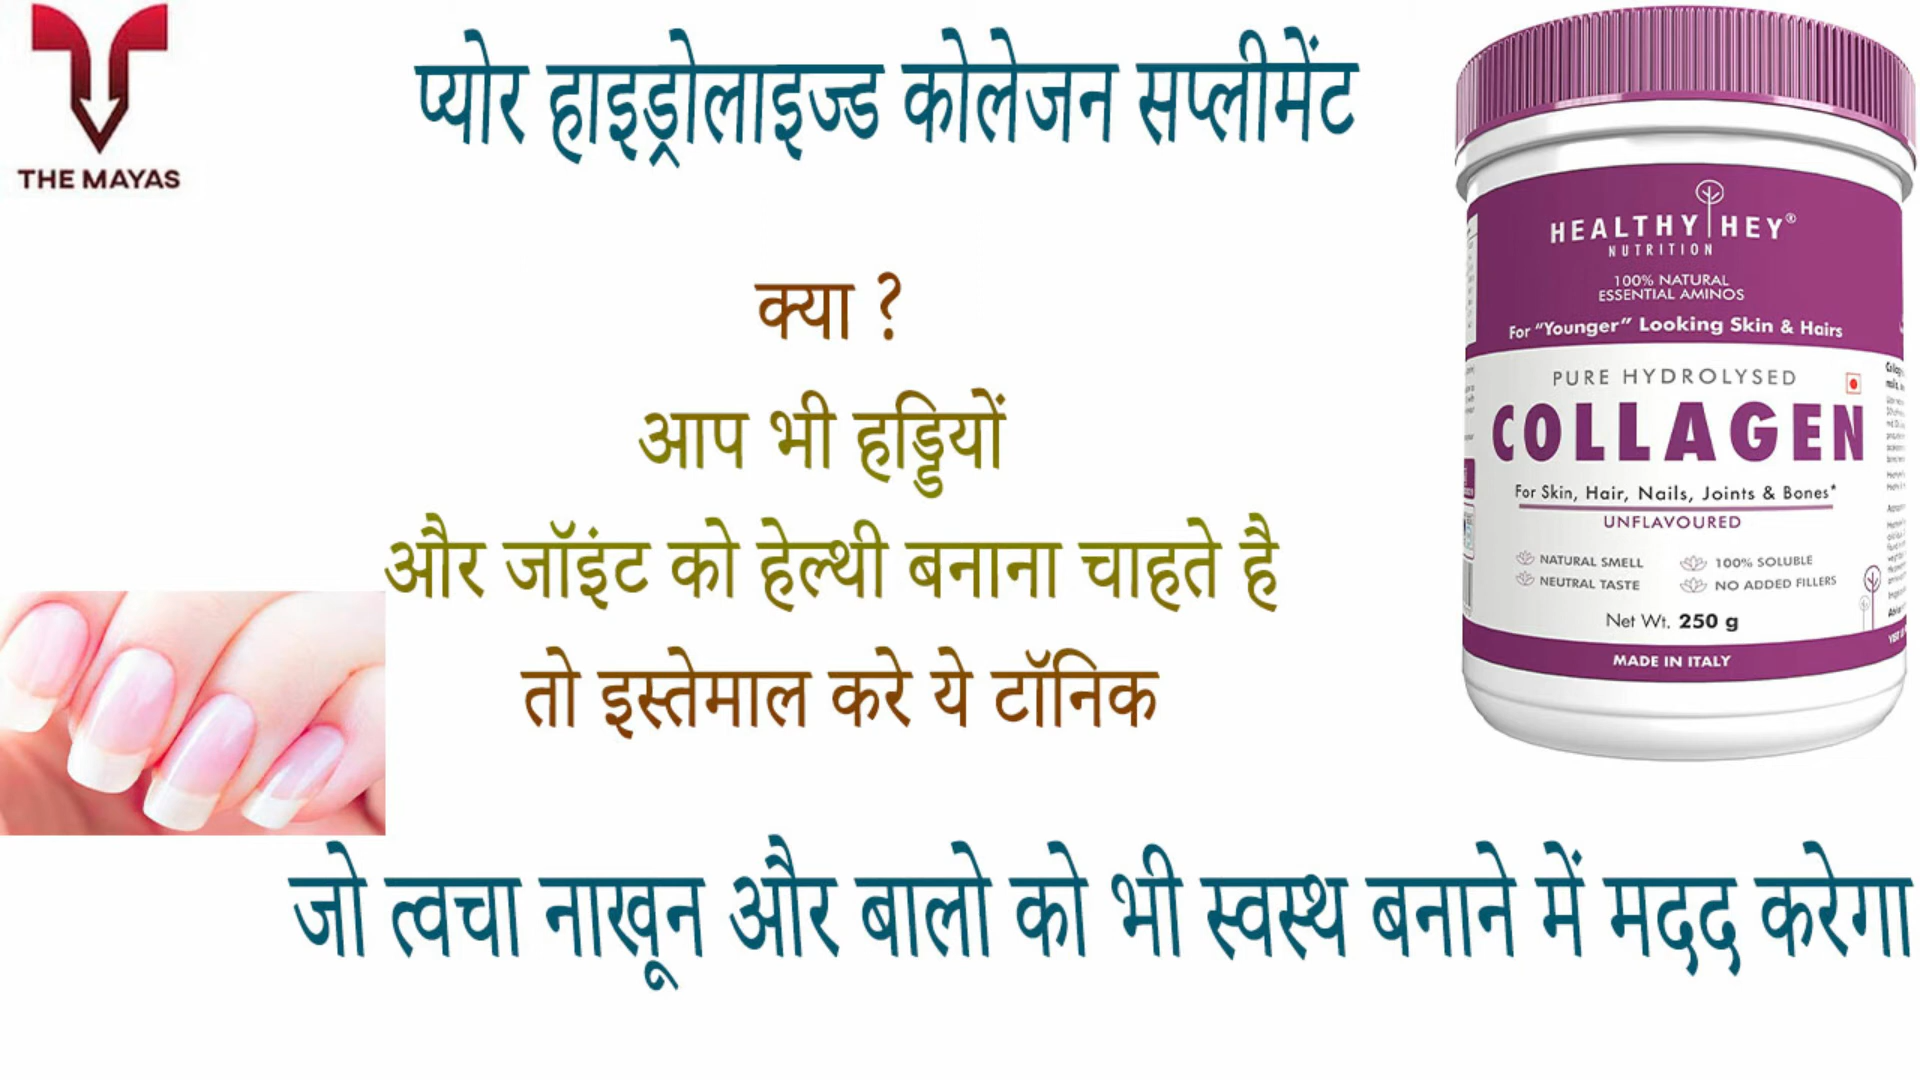 THE MAYAS
प्योर हाइड्रोलाइज्ड कोलेजन सप्लीमेंट
क्या ?
आप भी हड्डियों
और जॉइंट को हेल्थी बनाना चाहते है
तो इस्तेमाल करे ये टॉनिक
जो त्वचा नाखून और बालो को भी स्वस्थ बनाने में मदद करेगा
HEALTHY HEY®
NUTRITION
100% NATURAL
ESSENTIAL AMINOS
For "Younger" Looking Skin & Hairs
PURE HYDROLYSED
COLLAGEN
For Skin, Hair, Nails, Joints & Bones*
UNFLAVOURED
NATURAL SMELL
100% SOLUBLE
NEUTRAL TASTE
NO ADDED FILLERS
Net Wt. 250 g
MADE IN ITALY